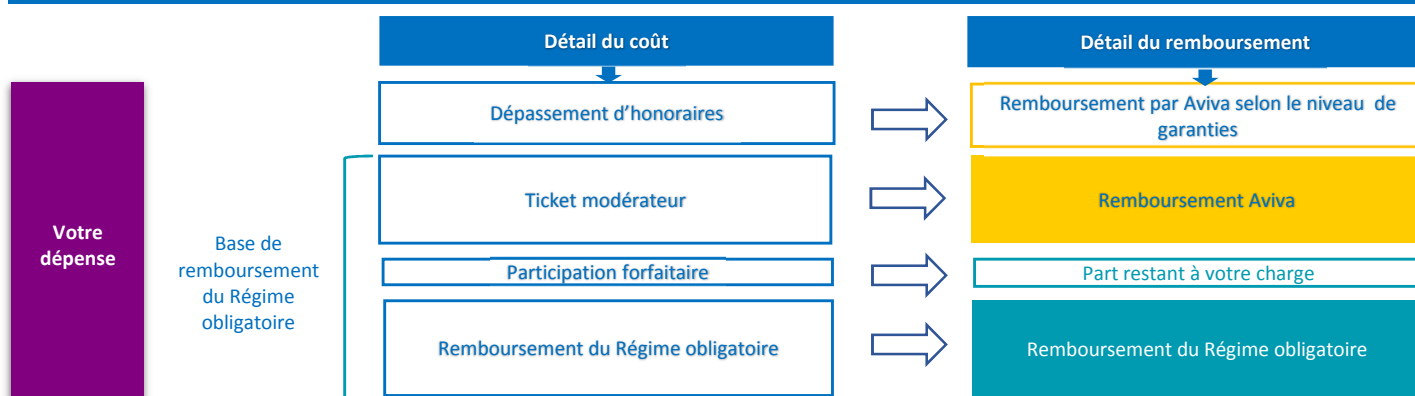 Détail du coût
Détail du remboursement
Dépassement d'honoraires
Remboursement par Aviva selon le niveau de
garanties
Ticket modérateur
Remboursement Aviva
Votre
dépense
Base de
remboursement
du Régime
obligatoire
Participation forfaitaire
Part restant à votre charge
Remboursement du Régime obligatoire
Remboursement du Régime obligatoire